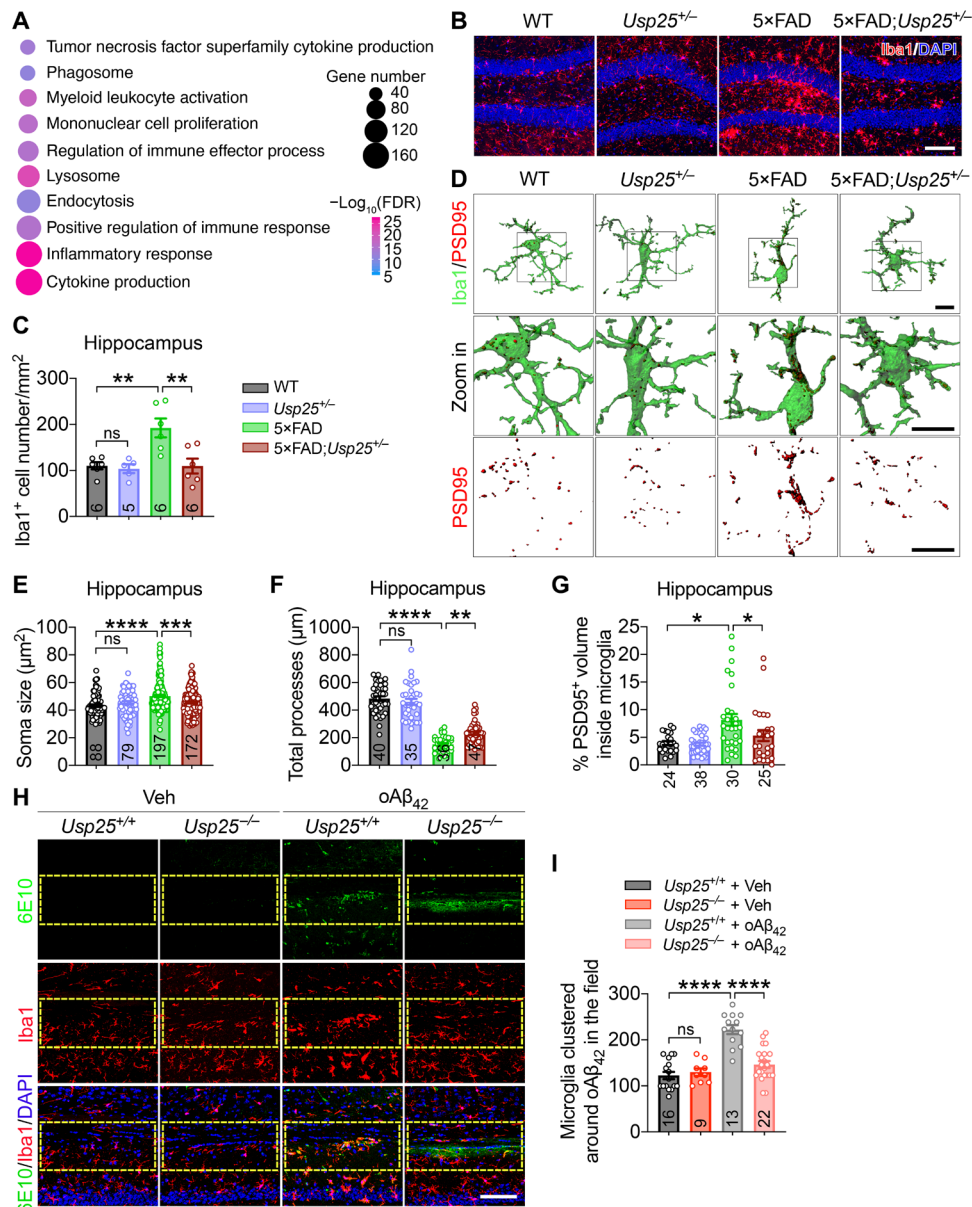 A
Tumor necrosis factor superfamily cytokine production
Phagosome
Myeloid leukocyte activation
Mononuclear cell proliferation
Regulation of immune effector process
Lysosome
Endocytosis
Positive regulation of immune response
Inflammatory response
Cytokine production
Gene number
40
80
120
160
−Log10(FDR)
25
20
15
10
5
B
WT
Usp25+/–
5×FAD
5×FAD;Usp25+/–
Iba1/DAPI
C
Hippocampus
Iba1+ cell number/mm2
300
200
100
0
**
**
ns
6
5
6
6
WT
Usp25+/–
5×FAD
5×FAD;Usp25+/–
D
WT
Usp25+/–
5×FAD
5×FAD;Usp25+/–
Iba1/PSD95
Zoom in
PSD95
E
Hippocampus
Soma size (μm2)
100
80
60
40
20
0
****
***
ns
88
79
197
172
F
Hippocampus
Total processes (μm)
1000
800
600
400
200
0
****
**
ns
40
35
36
47
G
Hippocampus
% PSD95+ volume
inside microglia
25
20
15
10
5
0
*
*
24
38
30
25
H
Veh
oAβ42
Usp25+/+
Usp25–/–
Usp25+/+
Usp25–/–
6E10
Iba1
6E10/Iba1/DAPI
I
Usp25+/+ + Veh
Usp25–/– + Veh
Usp25+/+ + oAβ42
Usp25–/– + oAβ42
Microglia clustered
around oAβ42 in the field
300
200
100
0
****
****
ns
16
9
13
22